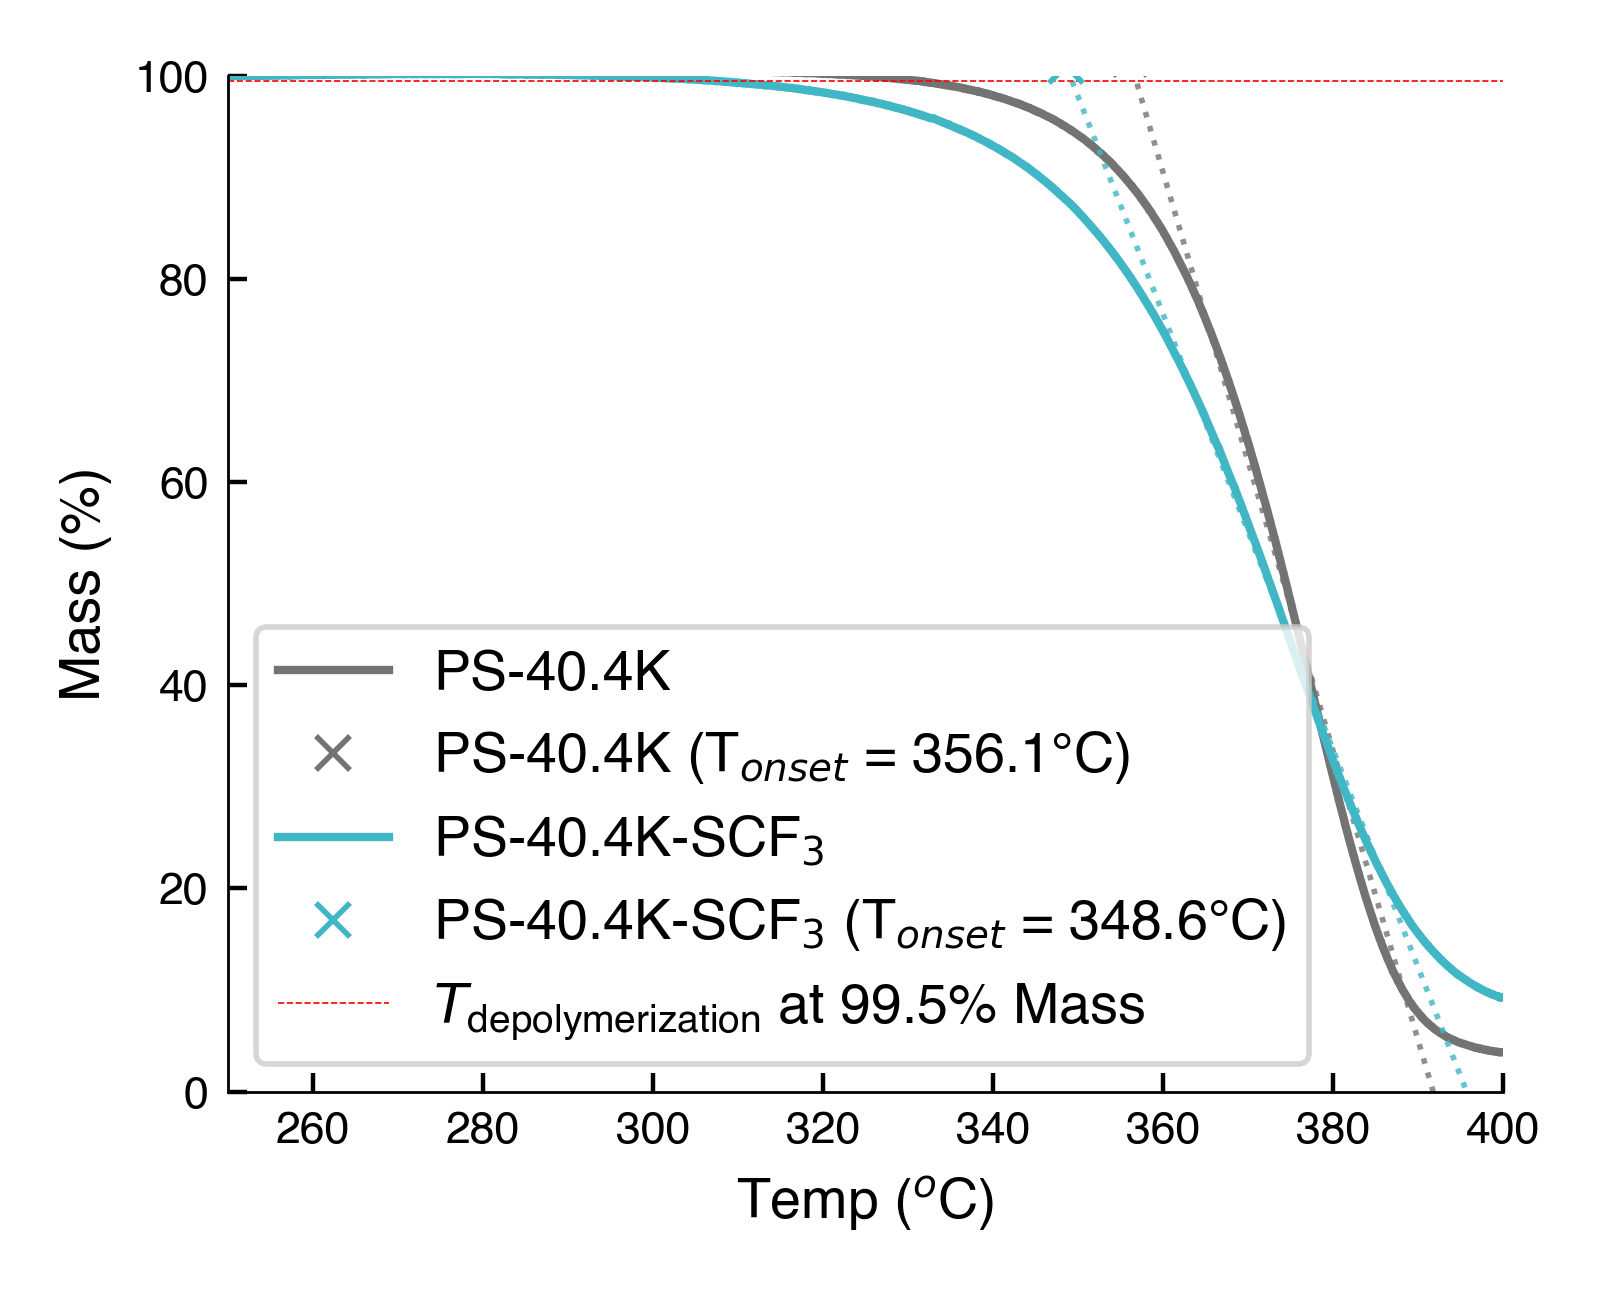 100
80
60
40
20
0
Mass (%)
PS-40.4K
PS-40.4K (T_onset = 356.1°C)
PS-40.4K-SCF₃
PS-40.4K-SCF₃ (T_onset = 348.6°C)
T_depolymerization at 99.5% Mass
260 280 300 320 340 360 380 400
Temp (ᵒC)